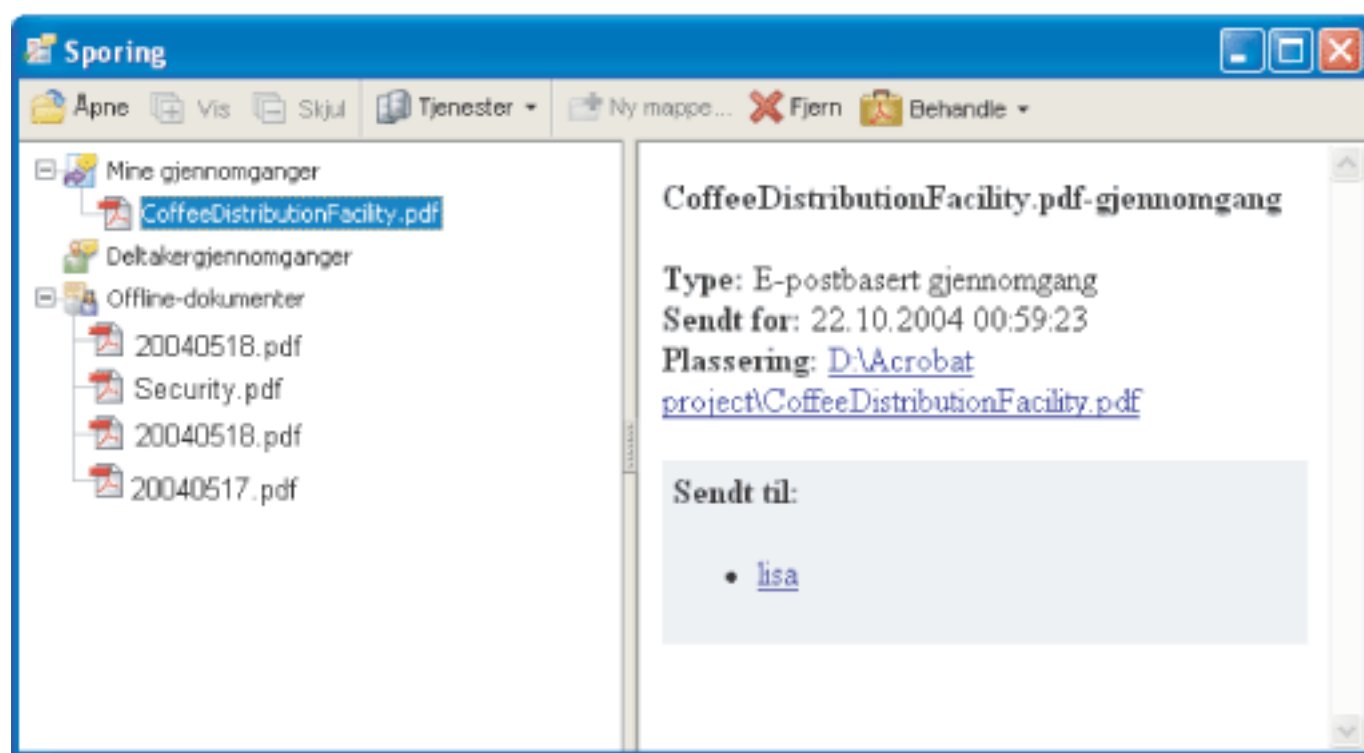 Sporing
Åpne Vis Skjul Tjenester Ny mappe... Fjern Behandle
Mine gjennomganger
CoffeeDistributionFacility.pdf
Deltakergjennomganger
Offline-dokumenter
20040518.pdf
Security.pdf
20040518.pdf
20040517.pdf
CoffeeDistributionFacility.pdf-gjennomgang
Type: E-postbasert gjennomgang
Sendt for: 22.10.2004 00:59:23
Plassering: D:\Acrobat
project\CoffeeDistributionFacility.pdf
Sendt til:
• lisa